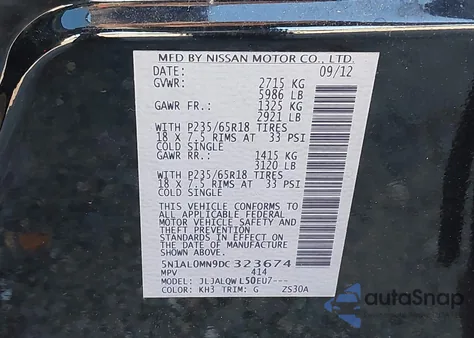 MFD BY NISSAN MOTOR CO., LTD.
DATE: 09/12
GVWR: 2715 KG
5986 LB
GAWR FR.: 1325 KG
2921 LB
WITH P235/65R18 TIRES
18 X 7.5 RIMS AT 33 PSI
COLD SINGLE
GAWR RR.: 1415 KG
3120 LB
WITH P235/65R18 TIRES
18 X 7.5 RIMS AT 33 PSI
COLD SINGLE
THIS VEHICLE CONFORMS TO
ALL APPLICABLE FEDERAL
MOTOR VEHICLE SAFETY AND
THEFT PREVENTION
STANDARDS IN EFFECT ON
THE DATE OF MANUFACTURE
SHOWN ABOVE.
5N1AL0MN9DC323674
MPV 414
MODEL: JLJALQWL50EU7---
COLOR: KH3 TRIM: G ZS30A
autoSnap